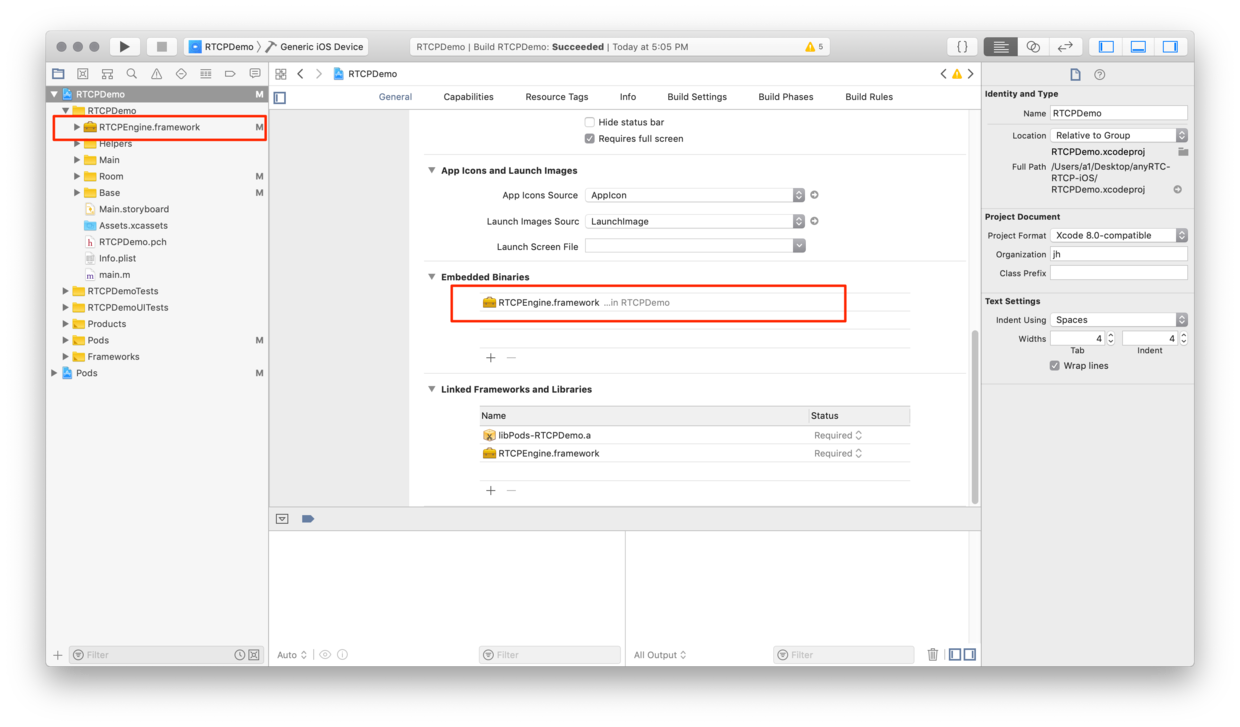 RTCPDemo 〉 Generic iOS Device
RTCPDemo | Build RTCPDemo: Succeeded | Today at 5:05 PM
5
{ }
RTCPDemo M
RTCPDemo
RTCPEngine.framework M
Helpers
Main
Room M
Base M
Main.storyboard
Assets.xcassets
RTCPDemo.pch
Info.plist
main.m
RTCPDemoTests
RTCPDemoUITests
Products
Pods M
Frameworks
Pods M
Filter
RTCPDemo
General Capabilities Resource Tags Info Build Settings Build Phases Build Rules
Hide status bar
Requires full screen
App Icons and Launch Images
App Icons Source AppIcon
Launch Images Sourc LaunchImage
Launch Screen File
Embedded Binaries
RTCPEngine.framework ...in RTCPDemo
Linked Frameworks and Libraries
Name Status
libPods-RTCPDemo.a Required
RTCPEngine.framework Required
Auto
Filter
All Output
Filter
Identity and Type
Name RTCPDemo
Location Relative to Group
RTCPDemo.xcodeproj
Full Path /Users/a1/Desktop/anyRTC-
RTCP-iOS/
RTCPDemo.xcodeproj
Project Document
Project Format Xcode 8.0-compatible
Organization jh
Class Prefix
Text Settings
Indent Using Spaces
Widths 4 4
Tab Indent
Wrap lines